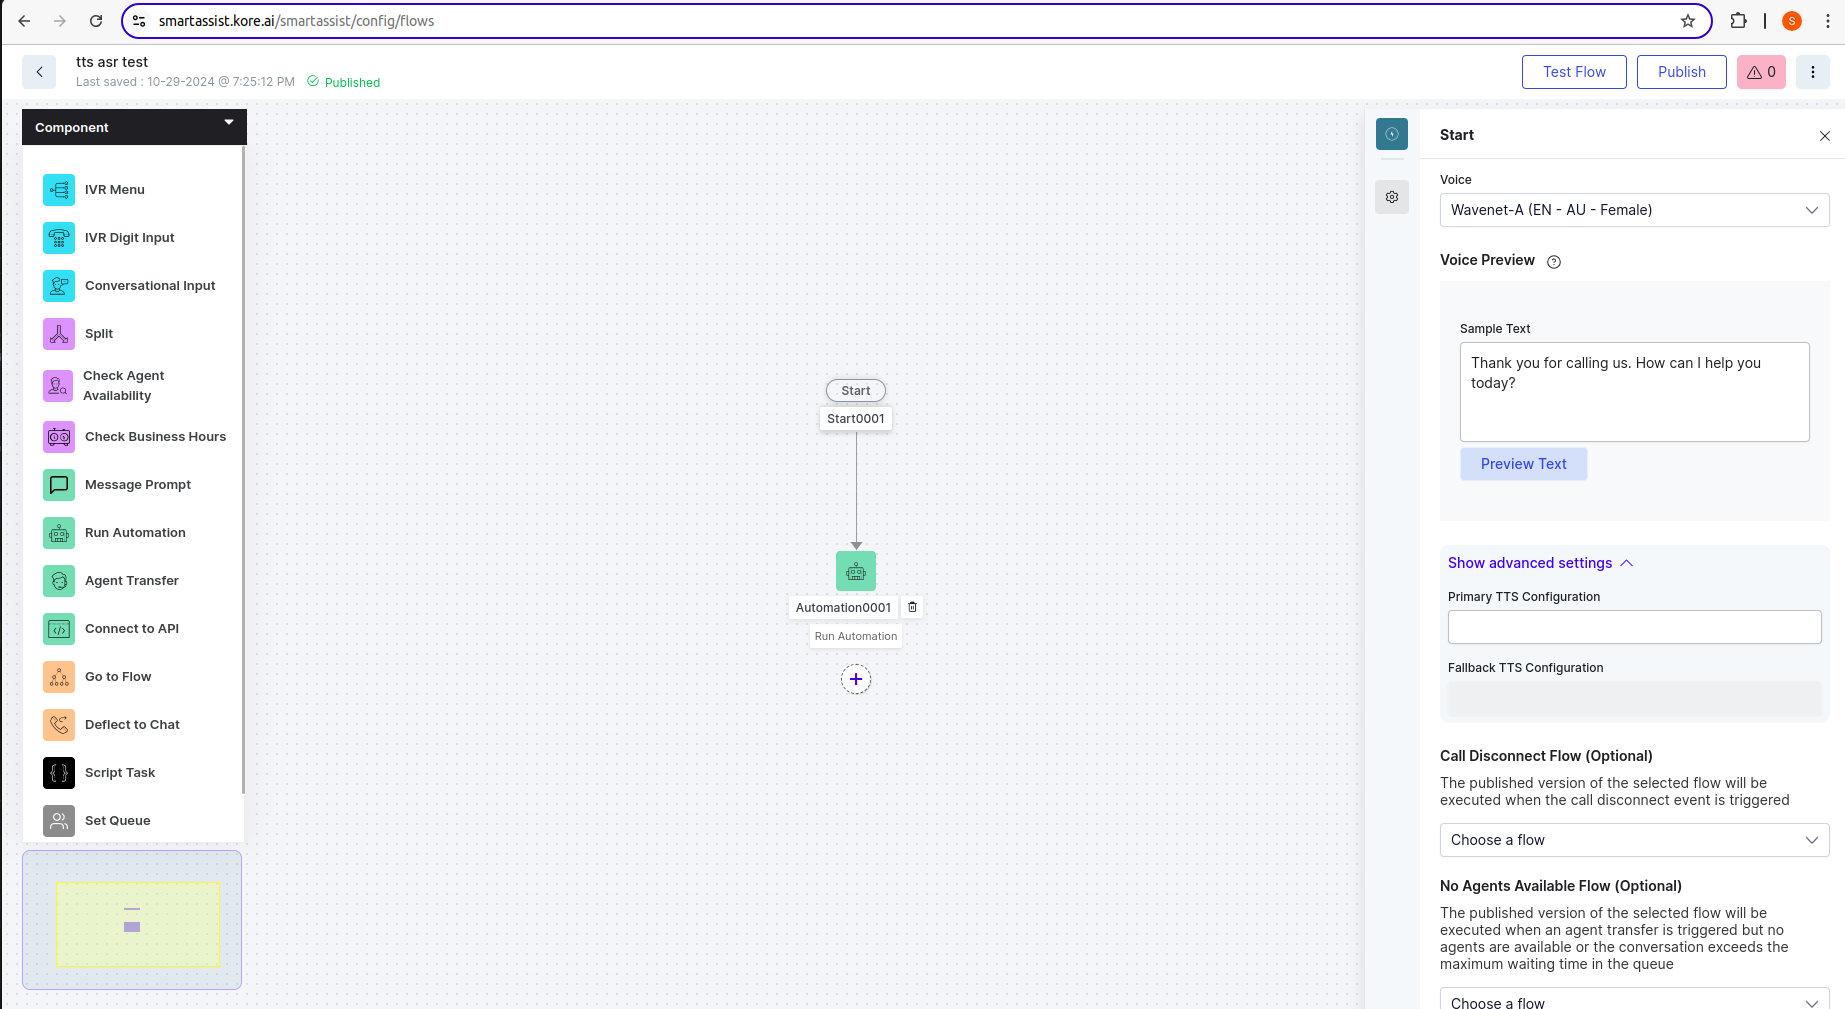 smartassist.kore.ai/smartassist/config/flows
S
tts asr test
Last saved : 10-29-2024 @ 7:25:12 PM
Published
Test Flow
Publish
0
Component
IVR Menu
IVR Digit Input
Conversational Input
Split
Check Agent
Availability
Check Business Hours
Message Prompt
Run Automation
Agent Transfer
Connect to API
Go to Flow
Deflect to Chat
Script Task
Set Queue
Start
Start0001
Automation0001
Run Automation
Start
Voice
Wavenet-A (EN - AU - Female)
Voice Preview
Sample Text
Thank you for calling us. How can I help you
today?
Preview Text
Show advanced settings
Primary TTS Configuration
Fallback TTS Configuration
Call Disconnect Flow (Optional)
The published version of the selected flow will be
executed when the call disconnect event is triggered
Choose a flow
No Agents Available Flow (Optional)
The published version of the selected flow will be
executed when an agent transfer is triggered but no
agents are available or the conversation exceeds the
maximum waiting time in the queue
Choose a flow